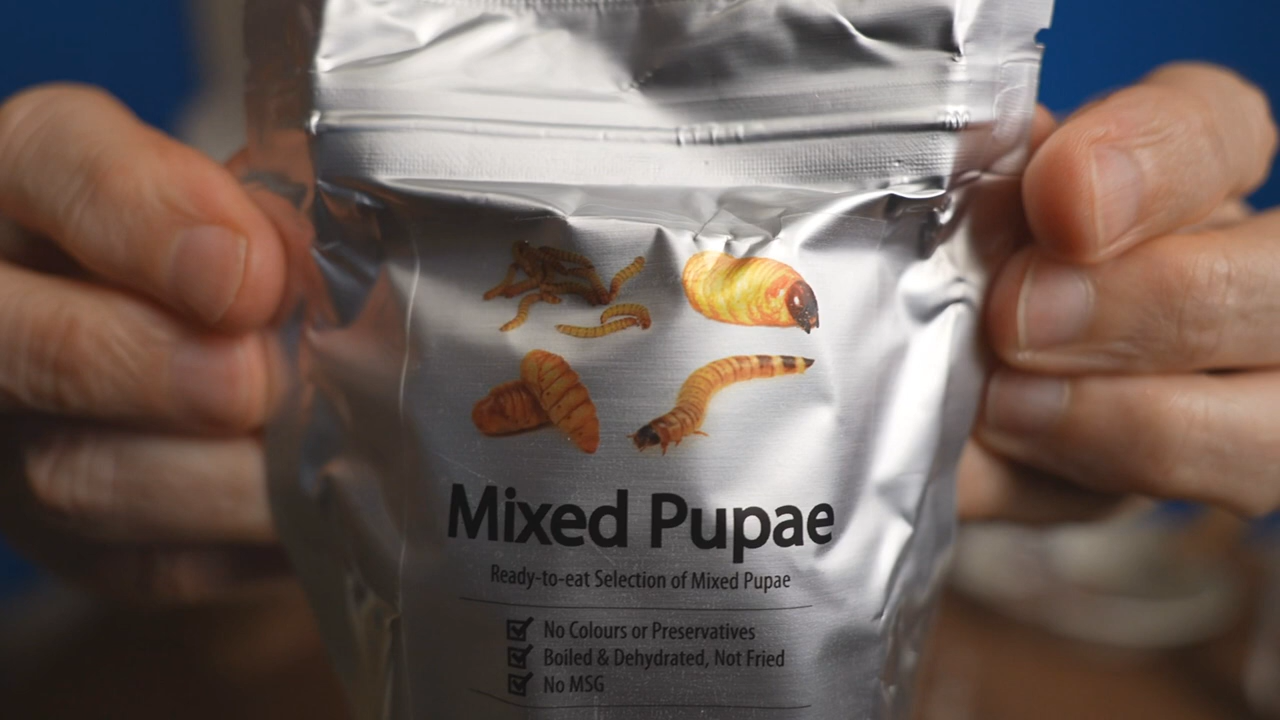 Mixed Pupae
Ready-to-eat Selection of Mixed Pupae
No Colours or Preservatives
Boiled & Dehydrated, Not Fried
No MSG